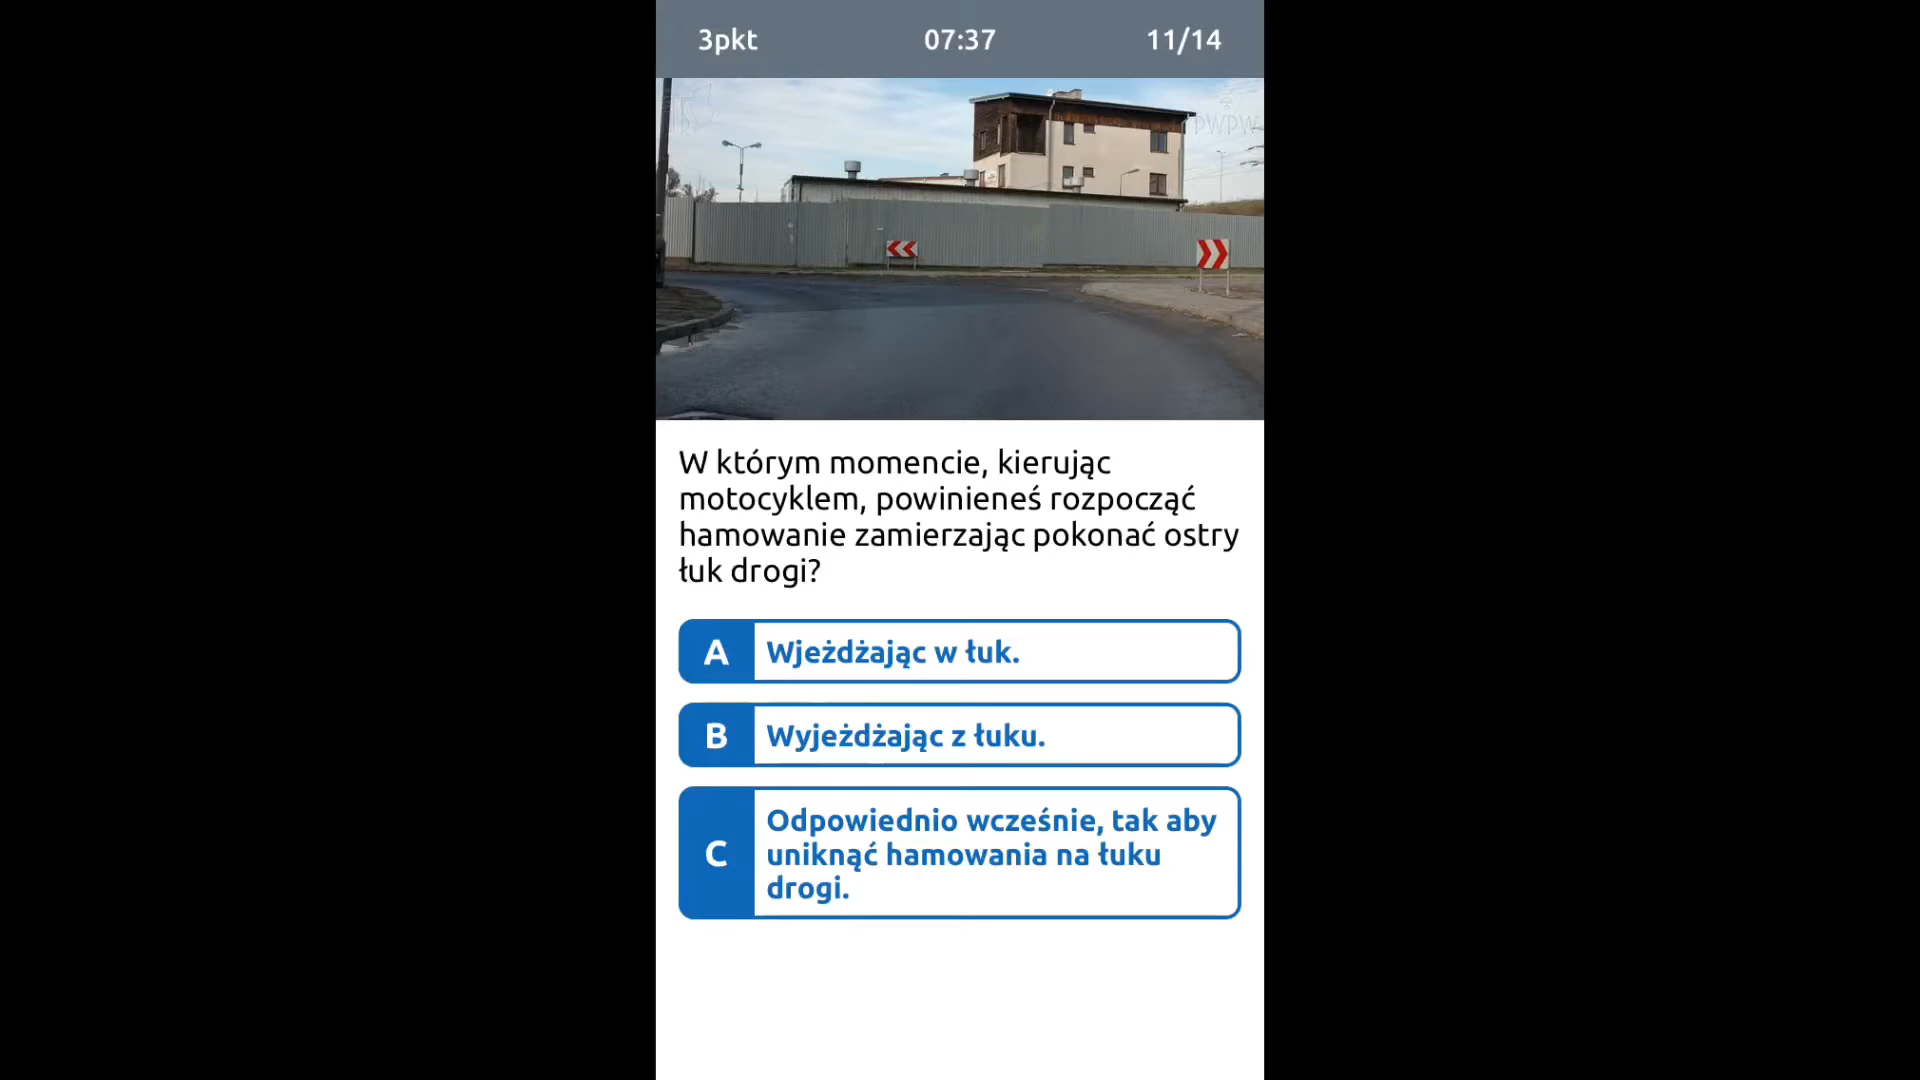 3pkt 07:37 11/14
PWPW
W którym momencie, kierując
motocyklem, powinieneś rozpocząć
hamowanie zamierzając pokonać ostry
łuk drogi?
A Wjeżdżając w łuk.
B Wyjeżdżając z łuku.
C Odpowiednio wcześnie, tak aby
uniknąć hamowania na łuku
drogi.